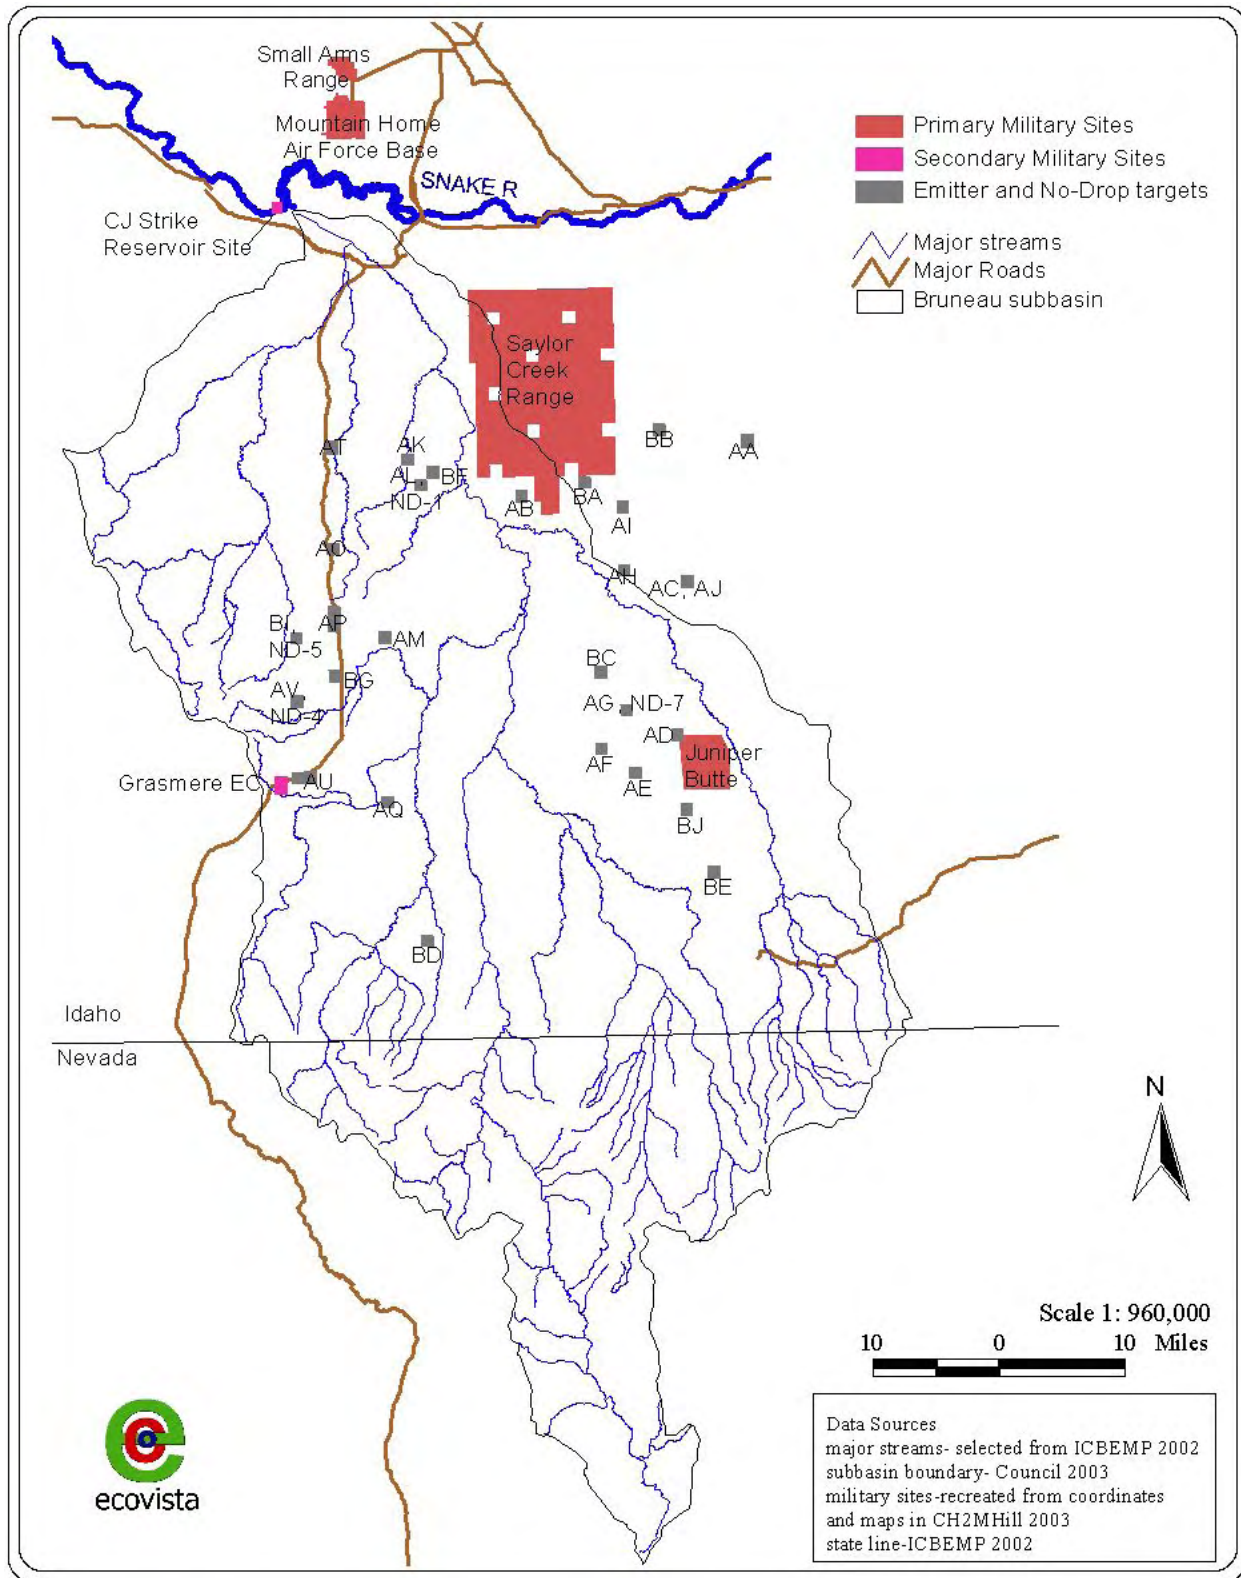 Small Arms
Range
Mountain Home
Air Force Base
SNAKE R
CJ Strike
Reservoir Site
Primary Military Sites
Secondary Military Sites
Emitter and No-Drop targets
Major streams
Major Roads
Bruneau subbasin
Saylor
Creek
Range
BB
AA
AT
AK
AL,
ND-1
BF
AB
BA
AI
AO
AH
AC, AJ
BI,
ND-5
AP
AM
BG
BC
AV,
ND-4
AG, ND-7
AD
AF
AE
Juniper
Butte
Grasmere EC
AU
AQ
BJ
BE
BD
Idaho
Nevada
N
Scale 1: 960,000
10 0 10 Miles
Data Sources
major streams- selected from ICBEMP 2002
subbasin boundary- Council 2003
military sites-recreated from coordinates
and maps in CH2MHill 2003
state line-ICBEMP 2002
ecovista